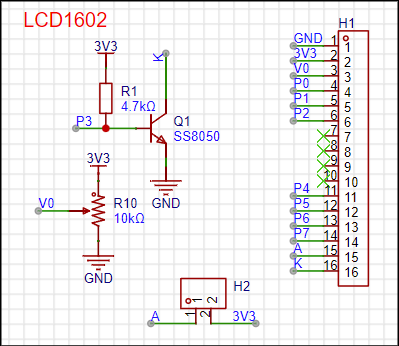 LCD1602
3V3
K
R1
4.7kΩ
P3
Q1
SS8050
3V3
GND
V0
R10
10kΩ
GND
H2
1 2
A
1
2
3V3
H1
GND 1 1
3V3 2 2
V0 3 3
P0 4 4
P1 5 5
P2 6 6
7 7
8 8
9 9
10 10
P4 11 11
P5 12 12
P6 13 13
P7 14 14
A 15 15
K 16 16